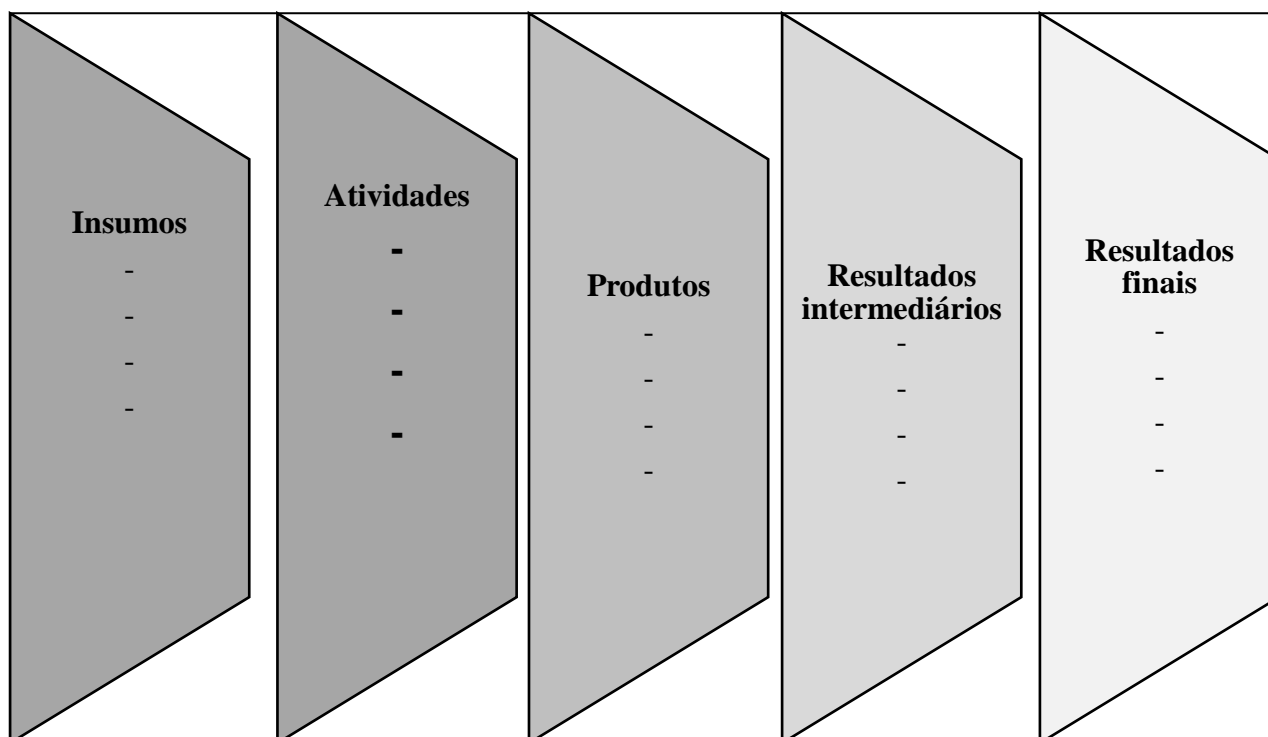 Insumos
-
-
-
-
Atividades
-
-
-
-
Produtos
-
-
-
-
Resultados
intermediários
-
-
-
-
Resultados
finais
-
-
-
-